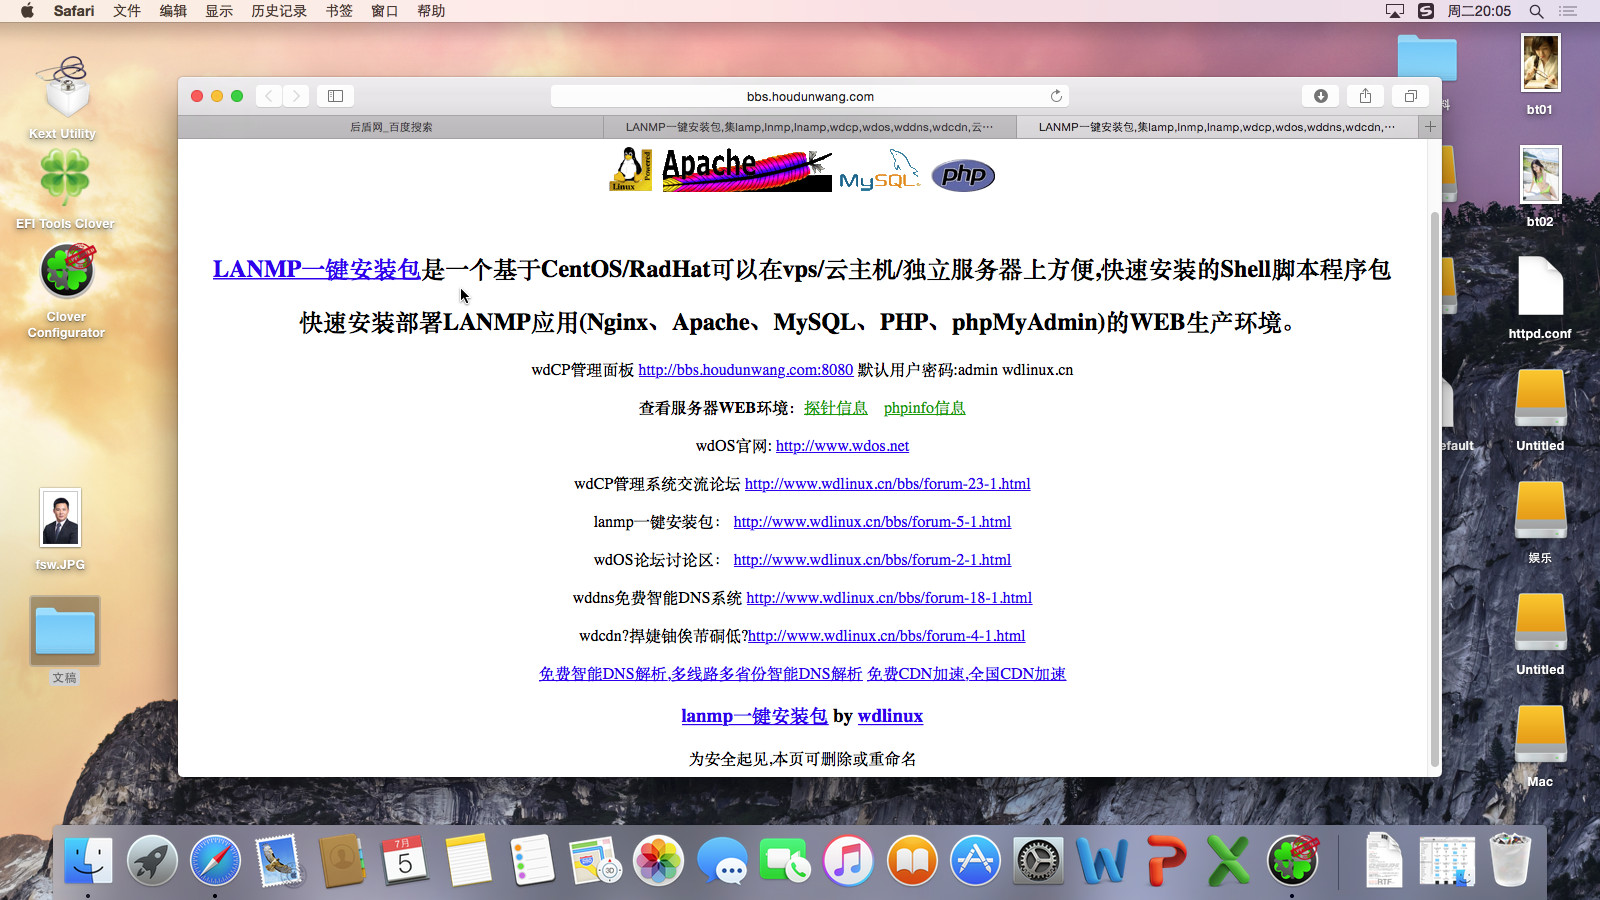 Safari 文件 编辑 显示 历史记录 书签 窗口 帮助
周二20:05
bbs.houdunwang.com
后盾网_百度搜索
LANMP一键安装包,集lamp,lnmp,lnamp,wdcp,wdos,wddns,wdcdn,云…
LANMP一键安装包,集lamp,lnmp,lnamp,wdcp,wdos,wddns,wdcdn,…
Linux Powered
Apache
MySQL
php
LANMP一键安装包是一个基于CentOS/RadHat可以在vps/云主机/独立服务器上方便,快速安装的Shell脚本程序包
快速安装部署LANMP应用(Nginx、Apache、MySQL、PHP、phpMyAdmin)的WEB生产环境。
wdCP管理面板 http://bbs.houdunwang.com:8080 默认用户密码:admin wdlinux.cn
查看服务器WEB环境：探针信息 phpinfo信息
wdOS官网: http://www.wdos.net
wdCP管理系统交流论坛 http://www.wdlinux.cn/bbs/forum-23-1.html
lanmp一键安装包： http://www.wdlinux.cn/bbs/forum-5-1.html
wdOS论坛讨论区： http://www.wdlinux.cn/bbs/forum-2-1.html
wddns免费智能DNS系统 http://www.wdlinux.cn/bbs/forum-18-1.html
http://www.wdlinux.cn/bbs/forum-4-1.html
免费智能DNS解析,多线路多省份智能DNS解析 免费CDN加速,全国CDN加速
lanmp一键安装包 by wdlinux
为安全起见,本页可删除或重命名
Kext Utility
EFI Tools Clover
Clover
Configurator
fsw.JPG
文稿
料
efault
bt01
bt02
httpd.conf
Untitled
娱乐
Untitled
Mac
7月
5
3D
RTF